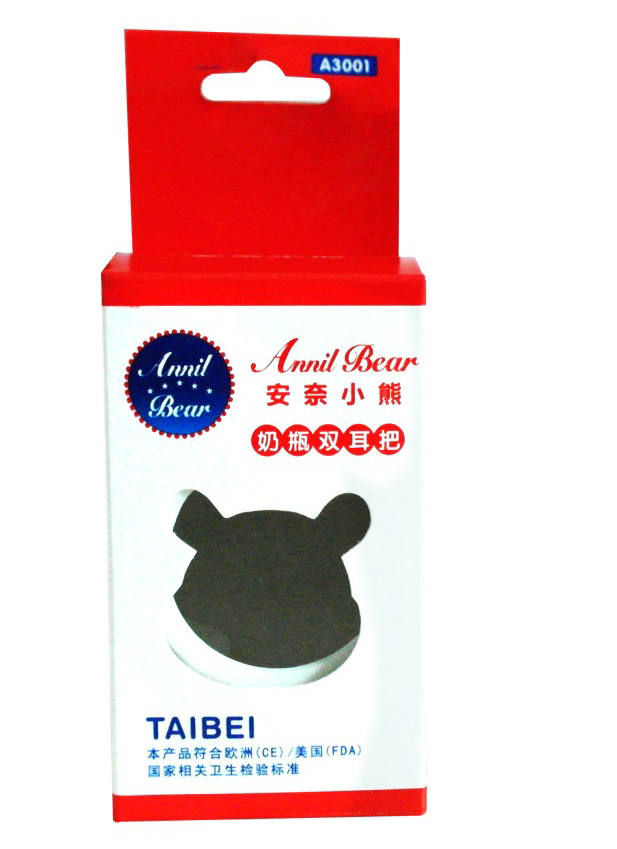 A3001
Annil
Bear
Annil Bear
安奈小熊
奶瓶双耳把
TAIBEI
本产品符合欧洲(CE)/美国(FDA)
国家相关卫生检验标准